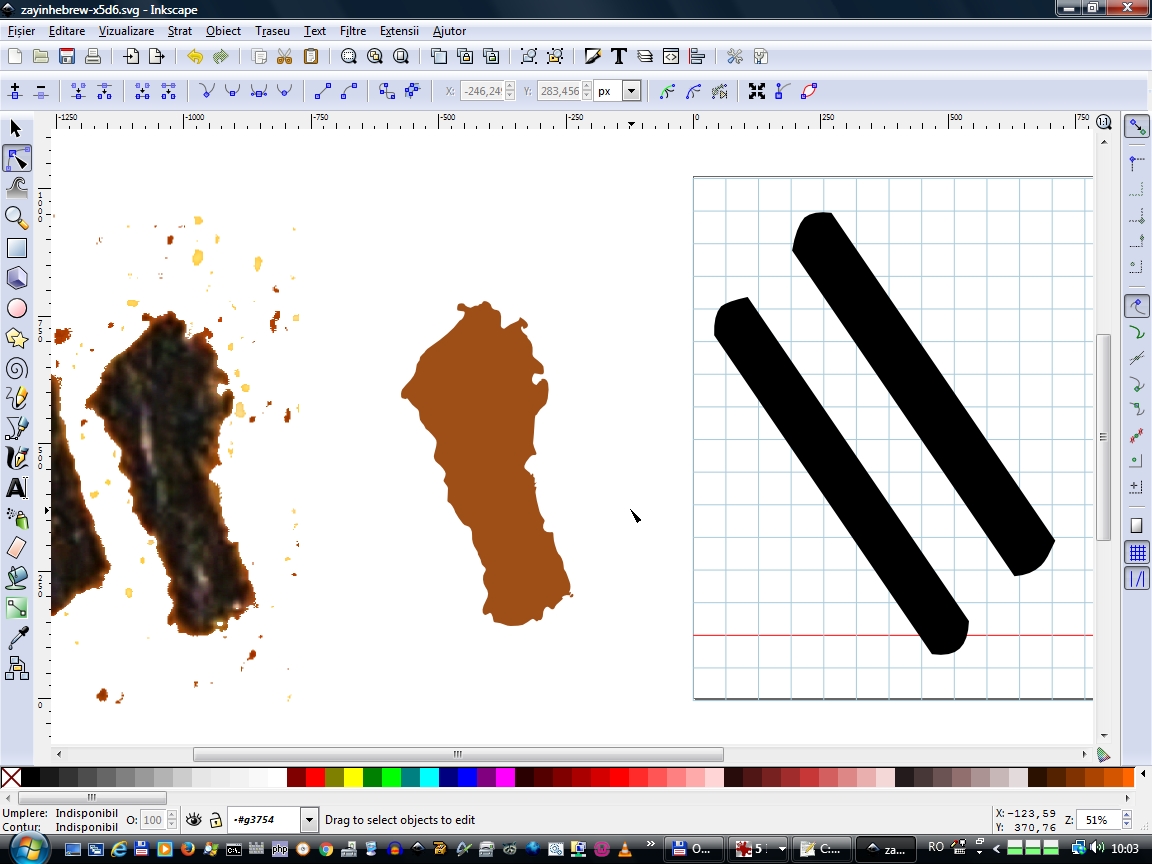 zayinhebrew-x5d6.svg - Inkscape
Fișier Editare Vizualizare Strat Obiect Traseu Text Filtre Extensii Ajutor
X: -246,24 Y: 283,456 px
-1250 -1000 -750 -500 -250 0 250 500 750
1000
750
500
250
0
Umplere: Indisponibil O: 100 -#g3754 Drag to select objects to edit X: -123,59 Z: 51%
Contur: Indisponibil Y: 370,76
php O... 5 C... za... RO 10:03